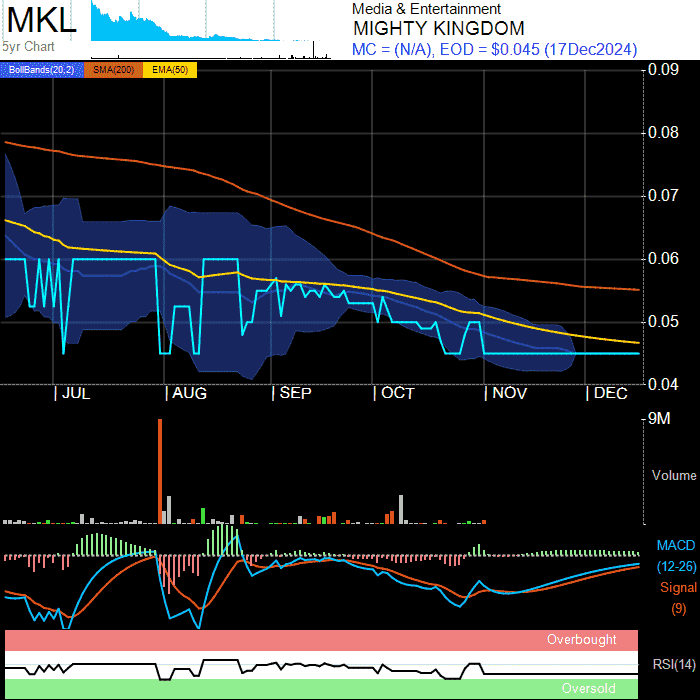 MKL
5yr Chart
Media & Entertainment
MIGHTY KINGDOM
MC = (N/A), EOD = $0.045 (17Dec2024)
BollBands(20,2) SMA(200) EMA(50)
0.09
0.08
0.07
0.06
0.05
0.04
| JUL | AUG | SEP | OCT | NOV | DEC
9M
Volume
MACD
(12-26)
Signal
(9)
Overbought
RSI(14)
Oversold